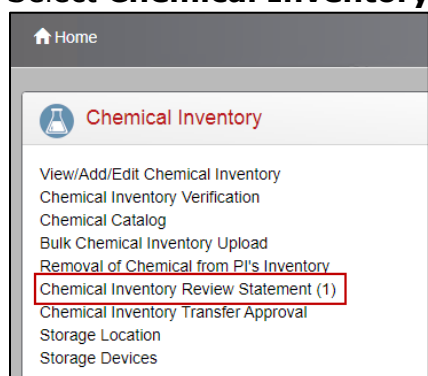 Select Chemical Inventory
Home
Chemical Inventory
View/Add/Edit Chemical Inventory
Chemical Inventory Verification
Chemical Catalog
Bulk Chemical Inventory Upload
Removal of Chemical from PI's Inventory
Chemical Inventory Review Statement (1)
Chemical Inventory Transfer Approval
Storage Location
Storage Devices